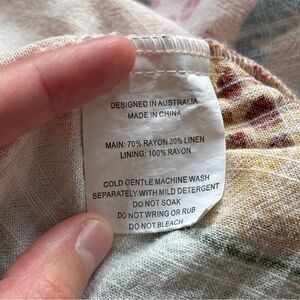 DESIGNED IN AUSTRALIA
MADE IN CHINA
MAIN: 70% RAYON 30% LINEN
LINING: 100% RAYON
COLD GENTLE MACHINE WASH
SEPARATELY WITH MILD DETERGENT
DO NOT SOAK
DO NOT WRING OR RUB
DO NOT BLEACH